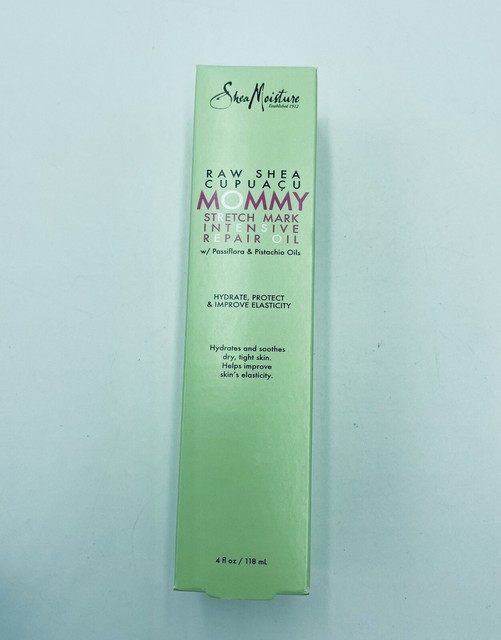 SheaMoisture
Established 1912
RAW SHEA
CUPUAÇU
MOMMY
STRETCH MARK
INTENSIVE
REPAIR OIL
w/ Passiflora & Pistachio Oils
HYDRATE, PROTECT
& IMPROVE ELASTICITY
Hydrates and soothes
dry, tight skin.
Helps improve
skin's elasticity.
4 fl oz / 118 mL